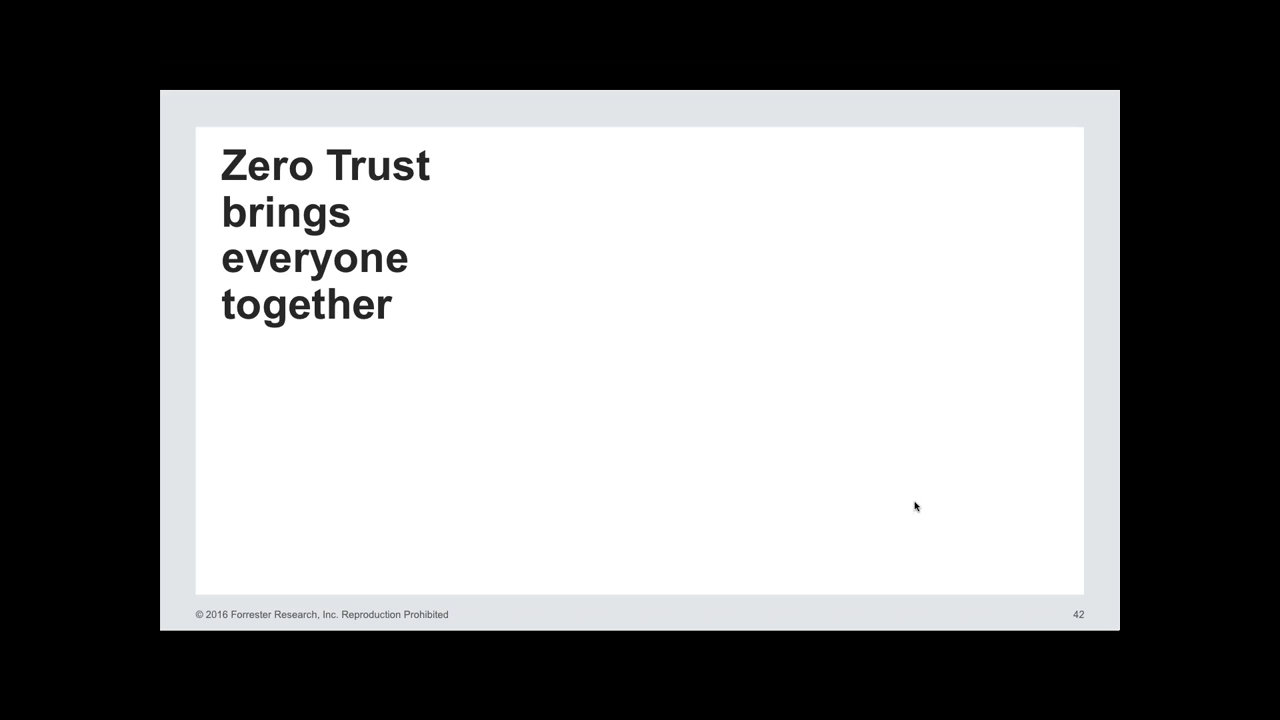 Zero Trust
brings
everyone
together
© 2016 Forrester Research, Inc. Reproduction Prohibited
42